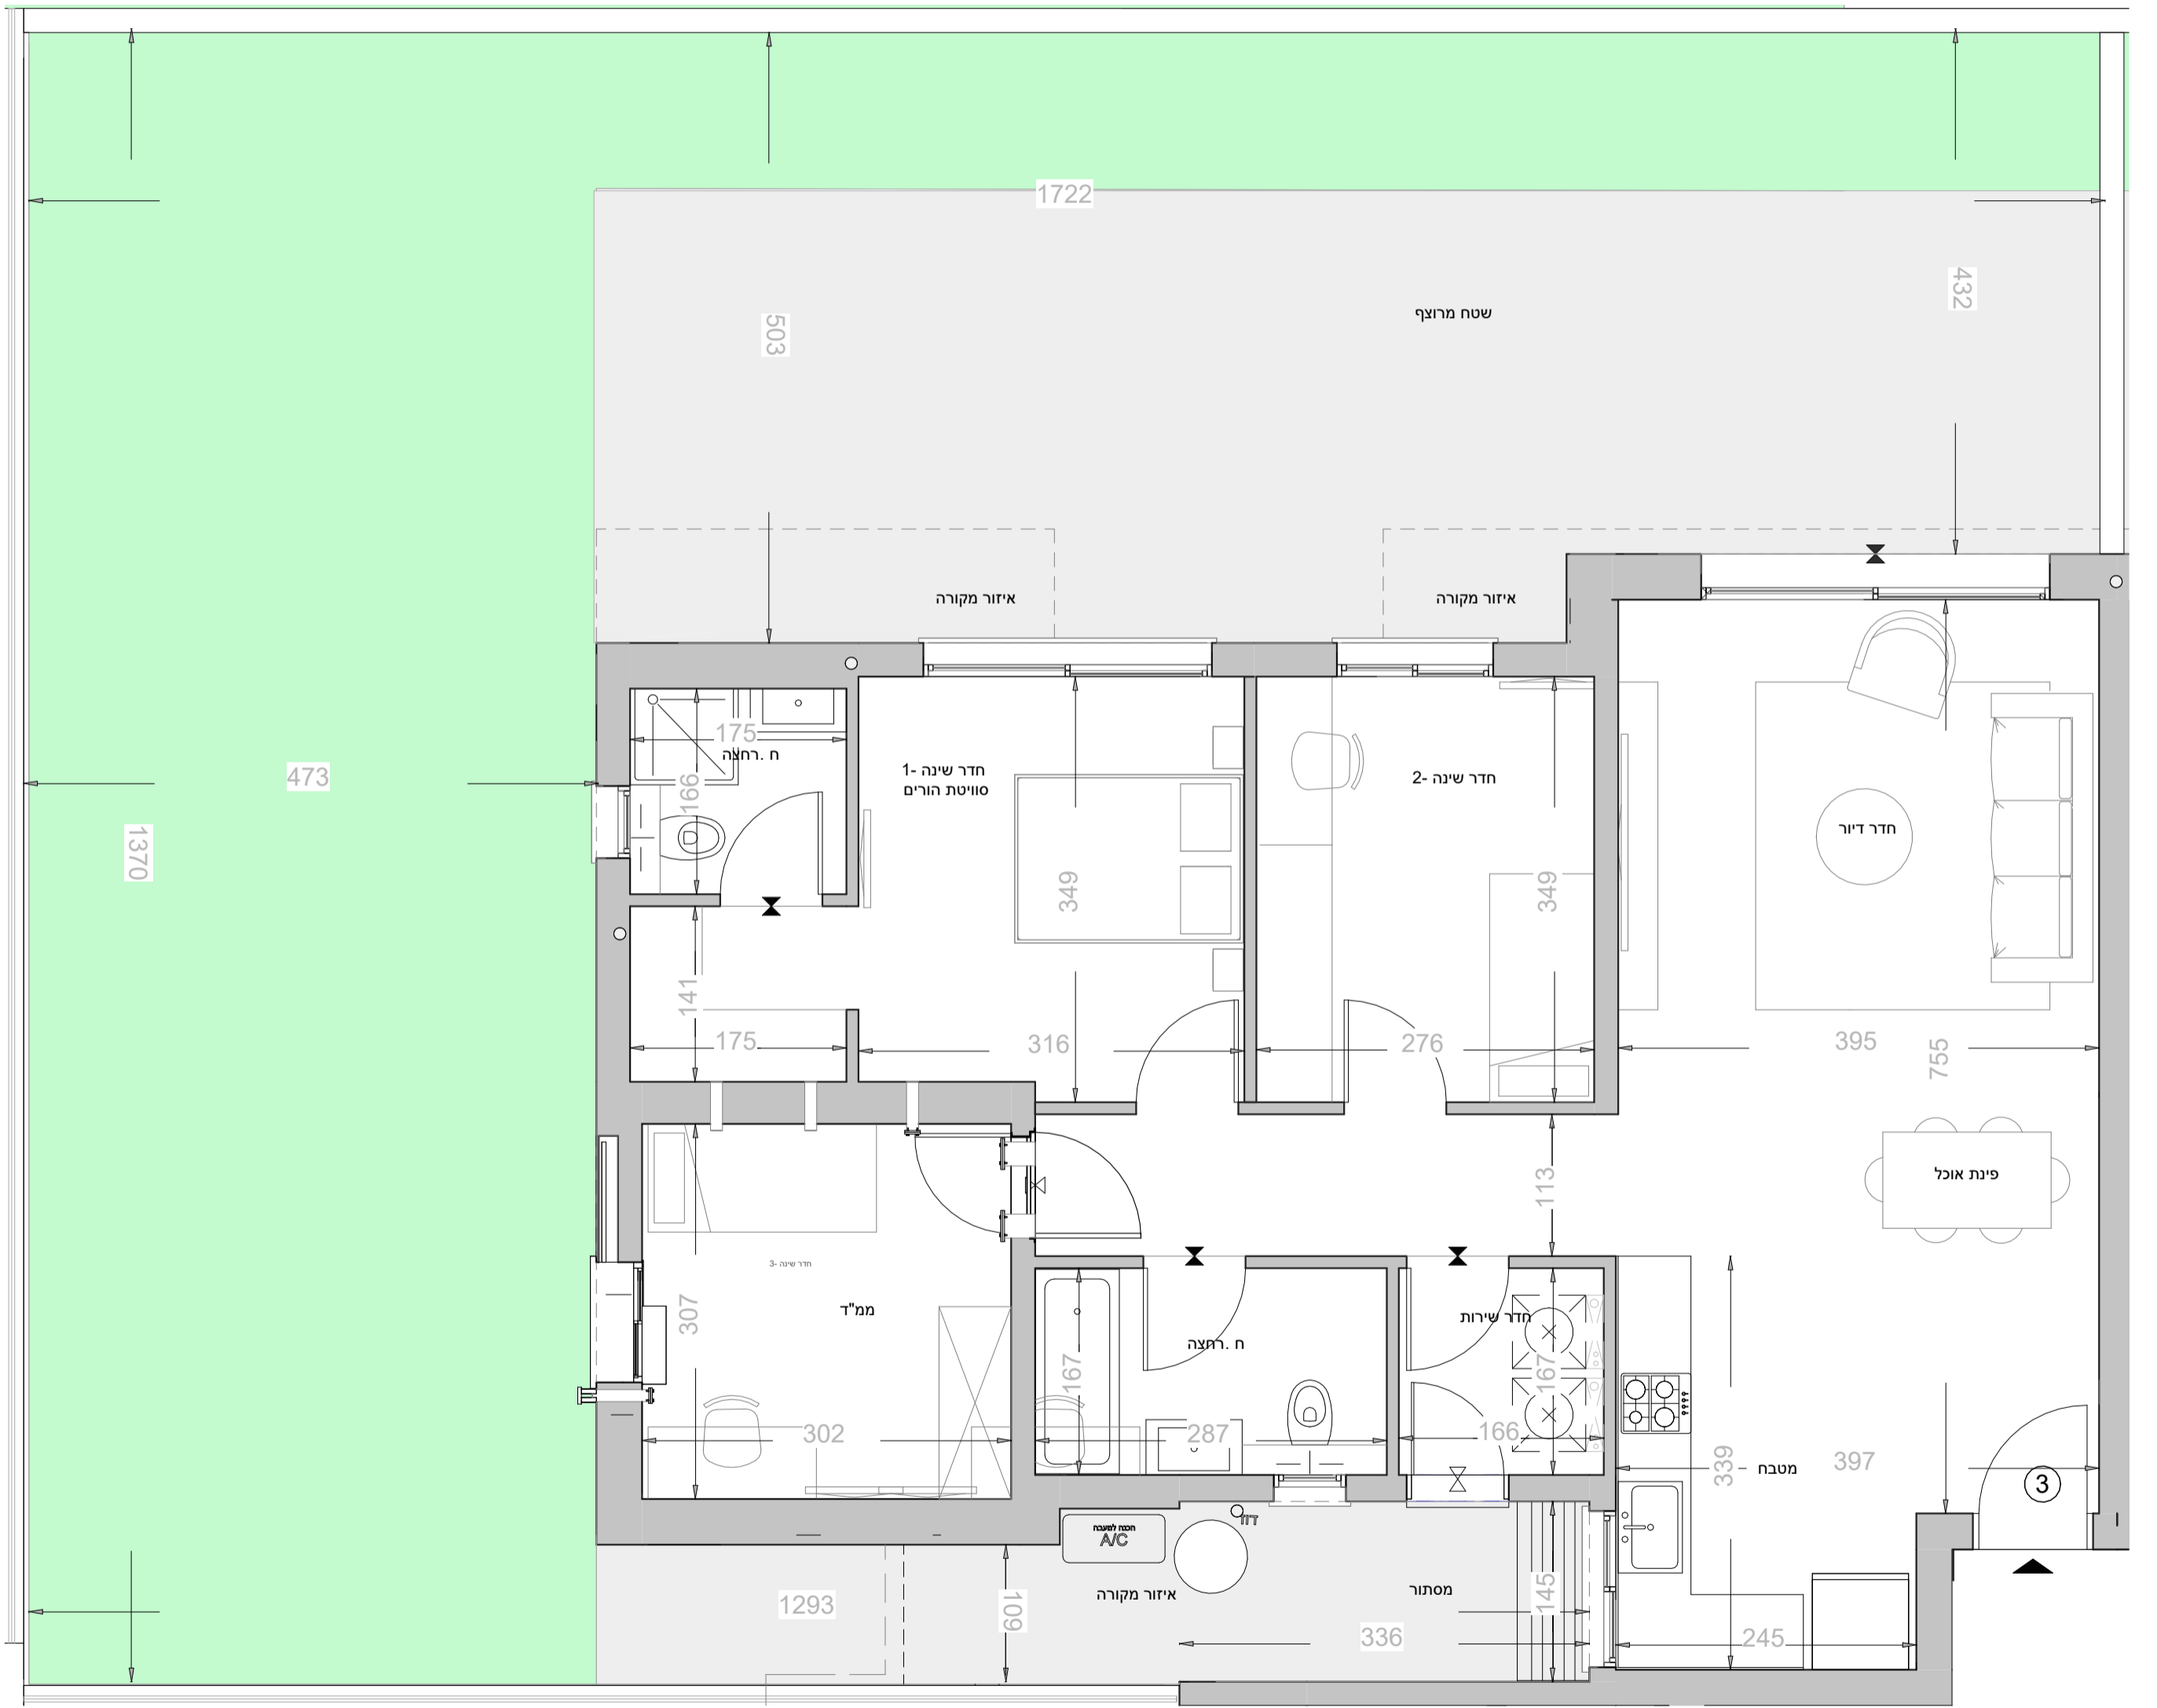 1722
432
503
שטח מרוצף
איזור מקורה
איזור מקורה
175
ח .רחצה
166
חדר שינה -1
סוויטת הורים
חדר שינה -2
חדר דיור
473
1370
349
349
141
175
316
276
395
755
113
פינת אוכל
חדר שינה -3
ממ"ד
307
302
ח .רחצה
167
287
חדר שירות
167
166
339
מטבח
397
3
הכנה למעבה
A/C
דוד
איזור מקורה
מסתור
145
1293
109
336
245